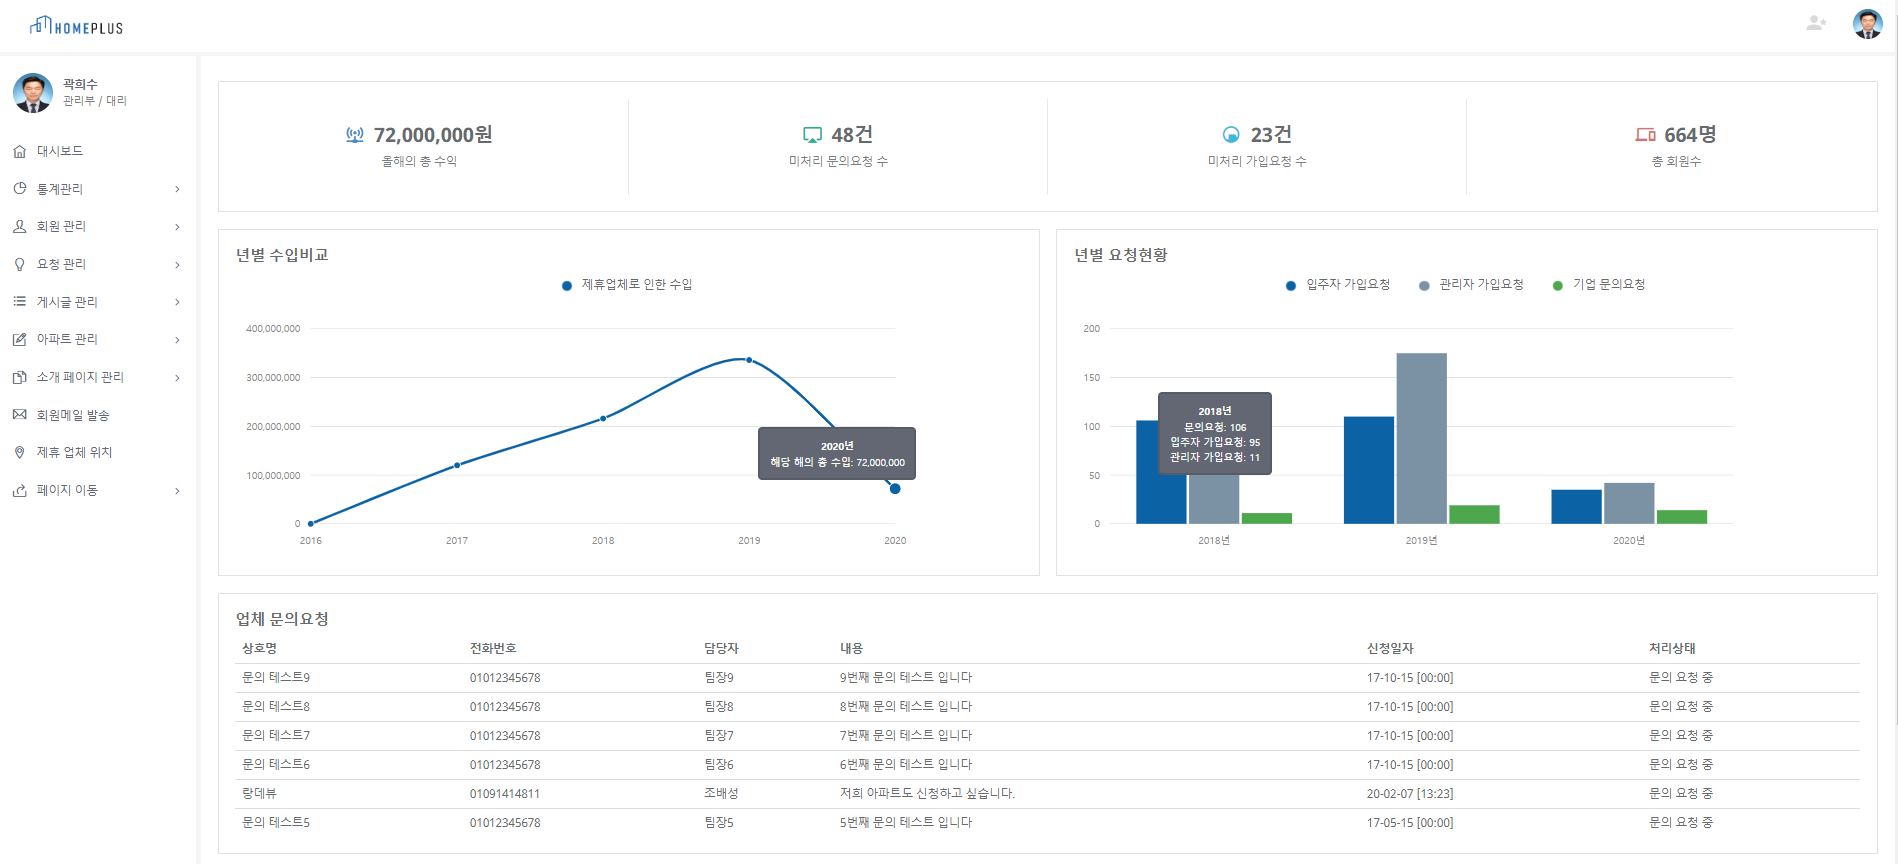 HOMEPLUS
곽희수
관리부 / 대리
대시보드
통계관리
회원 관리
요청 관리
게시글 관리
아파트 관리
소개 페이지 관리
회원메일 발송
제휴 업체 위치
페이지 이동
72,000,000원
올해의 총 수익
48건
미처리 문의요청 수
23건
미처리 가입요청 수
664명
총 회원수
년별 수입비교
제휴업체로 인한 수입
400,000,000
300,000,000
200,000,000
100,000,000
0
2016 2017 2018 2019 2020
2020년
해당 해의 총 수입: 72,000,000
년별 요청현황
입주자 가입요청 관리자 가입요청 기업 문의요청
200
150
100
50
0
2018년
문의요청: 106
입주자 가입요청: 95
관리자 가입요청: 11
2018년 2019년 2020년
업체 문의요청
상호명 전화번호 담당자 내용 신청일자 처리상태
문의 테스트9 01012345678 팀장9 9번째 문의 테스트 입니다 17-10-15 [00:00] 문의 요청 중
문의 테스트8 01012345678 팀장8 8번째 문의 테스트 입니다 17-10-15 [00:00] 문의 요청 중
문의 테스트7 01012345678 팀장7 7번째 문의 테스트 입니다 17-10-15 [00:00] 문의 요청 중
문의 테스트6 01012345678 팀장6 6번째 문의 테스트 입니다 17-10-15 [00:00] 문의 요청 중
랑데뷰 01091414811 조배성 저희 아파트도 신청하고 싶습니다. 20-02-07 [13:23] 문의 요청 중
문의 테스트5 01012345678 팀장5 5번째 문의 테스트 입니다 17-05-15 [00:00] 문의 요청 중